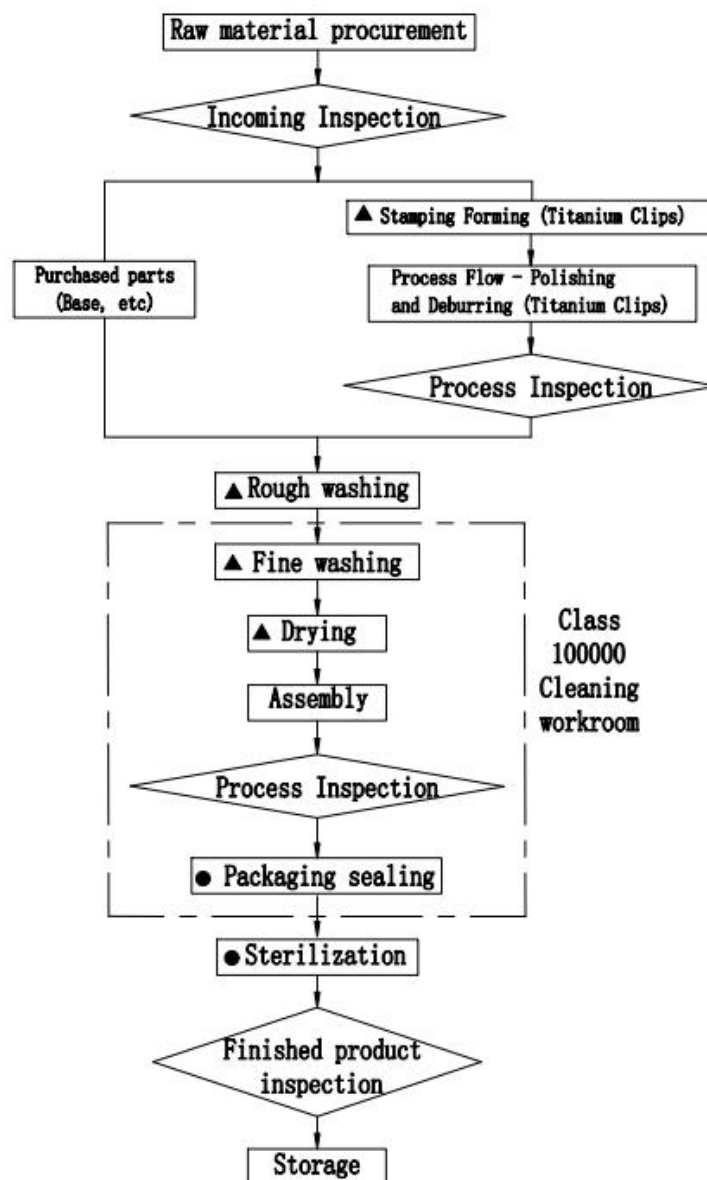 Raw material procurement
Incoming Inspection
▲ Stamping Forming (Titanium Clips)
Purchased parts
(Base, etc)
Process Flow - Polishing
and Deburring (Titanium Clips)
Process Inspection
▲ Rough washing
▲ Fine washing
▲ Drying
Assembly
Class
100000
Cleaning
workroom
Process Inspection
● Packaging sealing
● Sterilization
Finished product
inspection
Storage